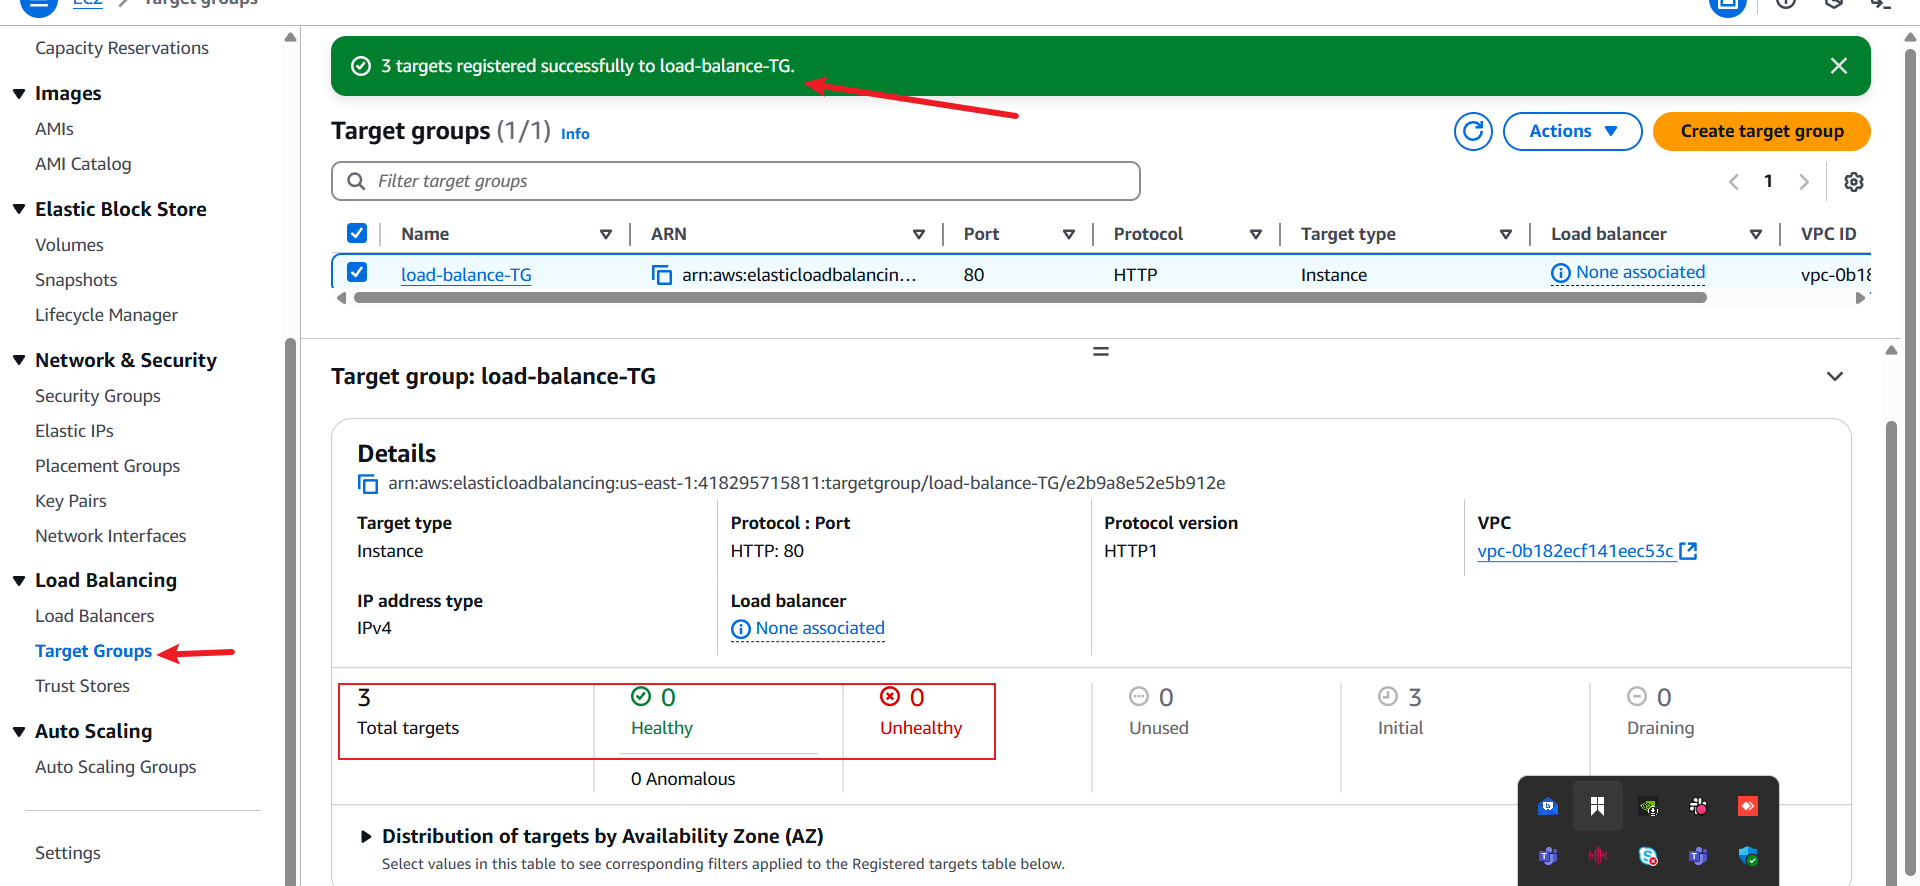 EC2 > Target groups
Capacity Reservations
Images
AMIs
AMI Catalog
Elastic Block Store
Volumes
Snapshots
Lifecycle Manager
Network & Security
Security Groups
Elastic IPs
Placement Groups
Key Pairs
Network Interfaces
Load Balancing
Load Balancers
Target Groups
Trust Stores
Auto Scaling
Auto Scaling Groups
Settings
3 targets registered successfully to load-balance-TG.
Target groups (1/1) Info
Actions
Create target group
Filter target groups
1
Name ARN Port Protocol Target type Load balancer VPC ID
load-balance-TG arn:aws:elasticloadbalancin... 80 HTTP Instance None associated vpc-0b18
Target group: load-balance-TG
Details
arn:aws:elasticloadbalancing:us-east-1:418295715811:targetgroup/load-balance-TG/e2b9a8e52e5b912e
Target type Protocol : Port Protocol version VPC
Instance HTTP: 80 HTTP1 vpc-0b182ecf141eec53c
IP address type Load balancer
IPv4 None associated
3 0 0 0 3 0
Total targets Healthy Unhealthy Unused Initial Draining
0 Anomalous
Distribution of targets by Availability Zone (AZ)
Select values in this table to see corresponding filters applied to the Registered targets table below.